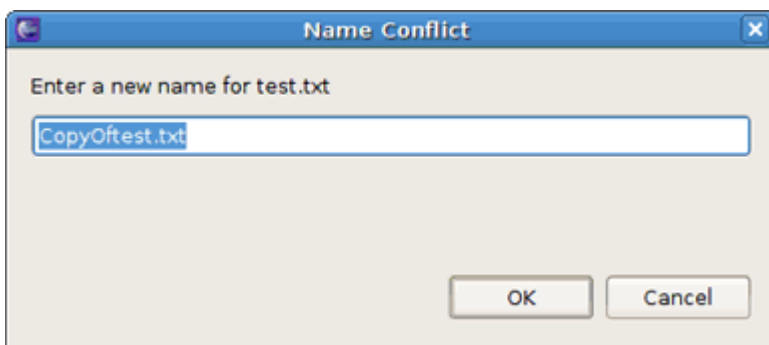 Name Conflict
Enter a new name for test.txt
CopyOftest.txt
OK Cancel